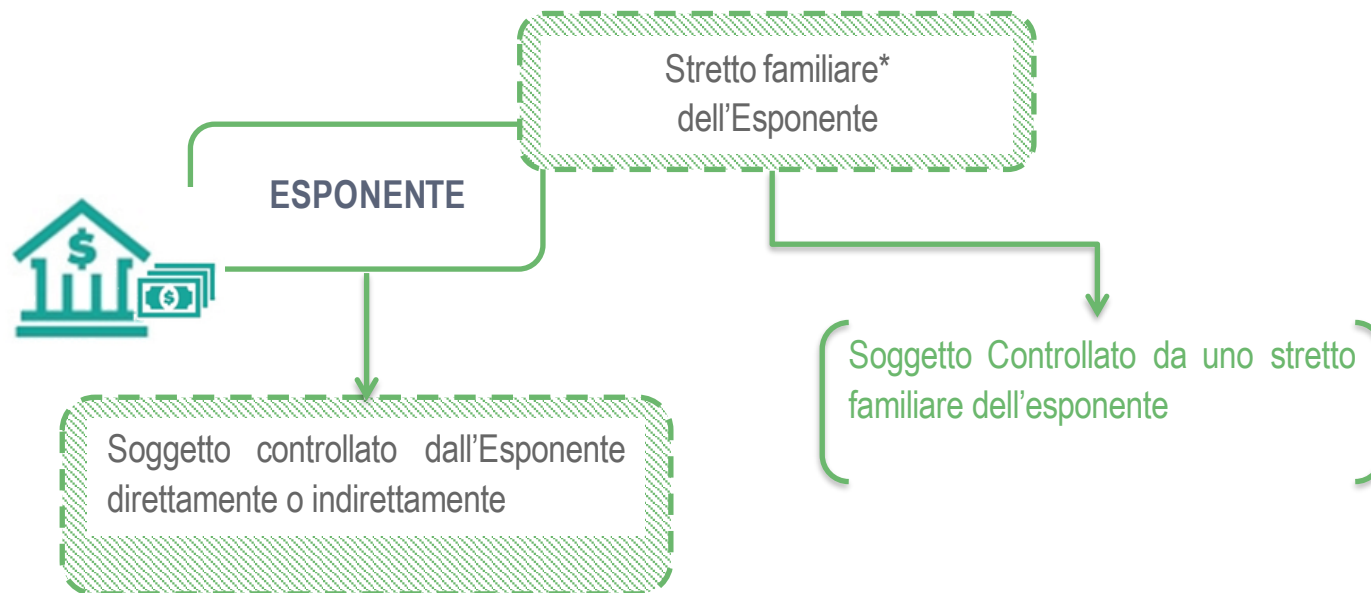 Stretto familiare*
dell’Esponente
ESPONENTE
$
$
Soggetto Controllato da uno stretto
familiare dell’esponente
Soggetto controllato dall’Esponente
direttamente o indirettamente